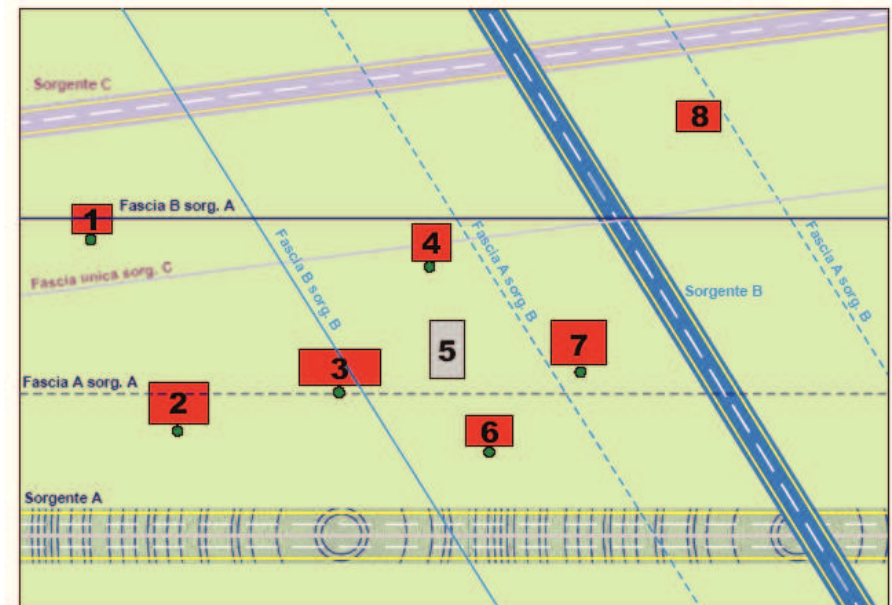 Sorgente C
8
1
Fascia B sorg. A
4
Fascia B sorg. B
Fascia A sorg. B
Fascia A sorg. B
Fascia unica sorg. C
Sorgente B
5
7
3
Fascia A sorg. A
2
6
Sorgente A